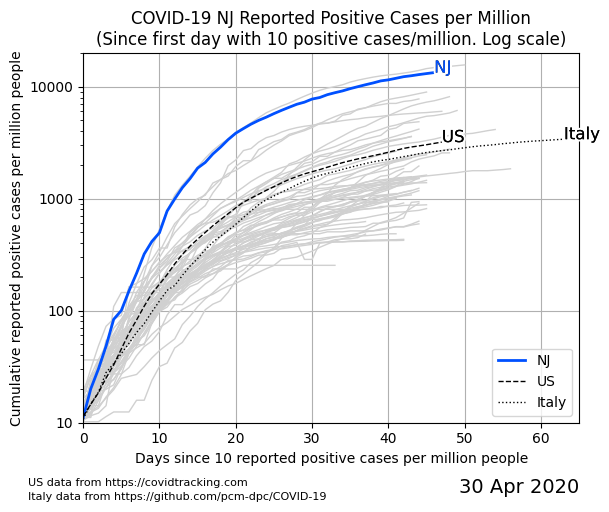 COVID-19 NJ Reported Positive Cases per Million
(Since first day with 10 positive cases/million. Log scale)
Cumulative reported positive cases per million people
10000
1000
100
10
NJ
US
Italy
NJ
US
Italy
0
10
20
30
40
50
60
Days since 10 reported positive cases per million people
US data from https://covidtracking.com
Italy data from https://github.com/pcm-dpc/COVID-19
30 Apr 2020